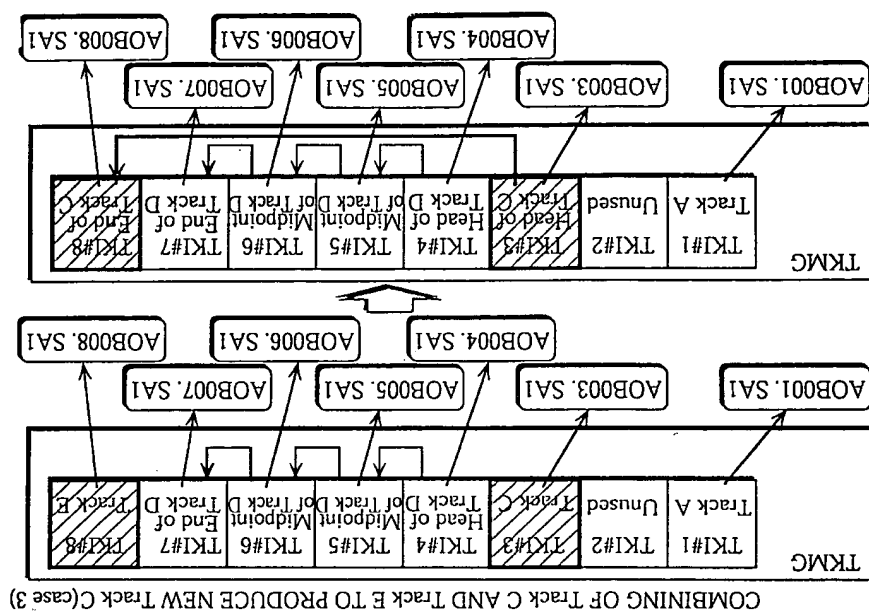 COMBINING OF Track C AND Track E TO PRODUCE NEW Track C(case 3)
TKMG
TKI#1
Track A
TKI#2
Unused
TKI#3
Track C
TKI#4
Head of
Track D
TKI#5
Midpoint
of Track D
TKI#6
Midpoint
of Track D
TKI#7
End of
Track D
TKI#8
Track E
AOB001. SA1
AOB003. SA1
AOB005. SA1
AOB007. SA1
AOB004. SA1
AOB006. SA1
AOB008. SA1
TKMG
TKI#1
Track A
TKI#2
Unused
TKI#3
Head of
Track C
TKI#4
Head of
Track D
TKI#5
Midpoint
of Track D
TKI#6
Midpoint
of Track D
TKI#7
End of
Track D
TKI#8
End of
Track C
AOB001. SA1
AOB003. SA1
AOB005. SA1
AOB007. SA1
AOB004. SA1
AOB006. SA1
AOB008. SA1